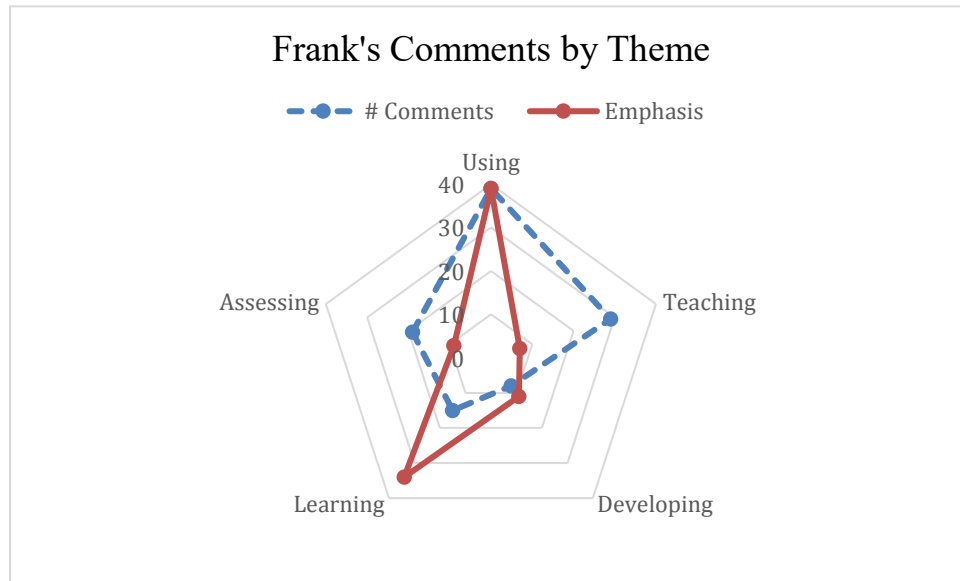 Frank's Comments by Theme
# Comments Emphasis
Using
40
30
20
10
0
Assessing
Teaching
Learning
Developing